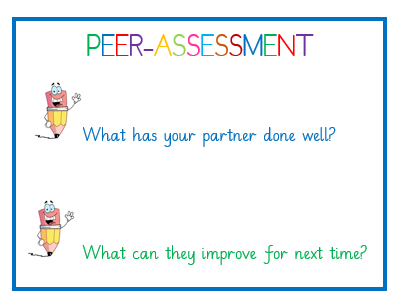 PEER-ASSESSMENT
What has your partner done well?
What can they improve for next time?